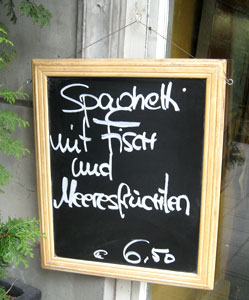 Spaghetti
mit Fisch
und
Meeresfrüchten
€ 6,50